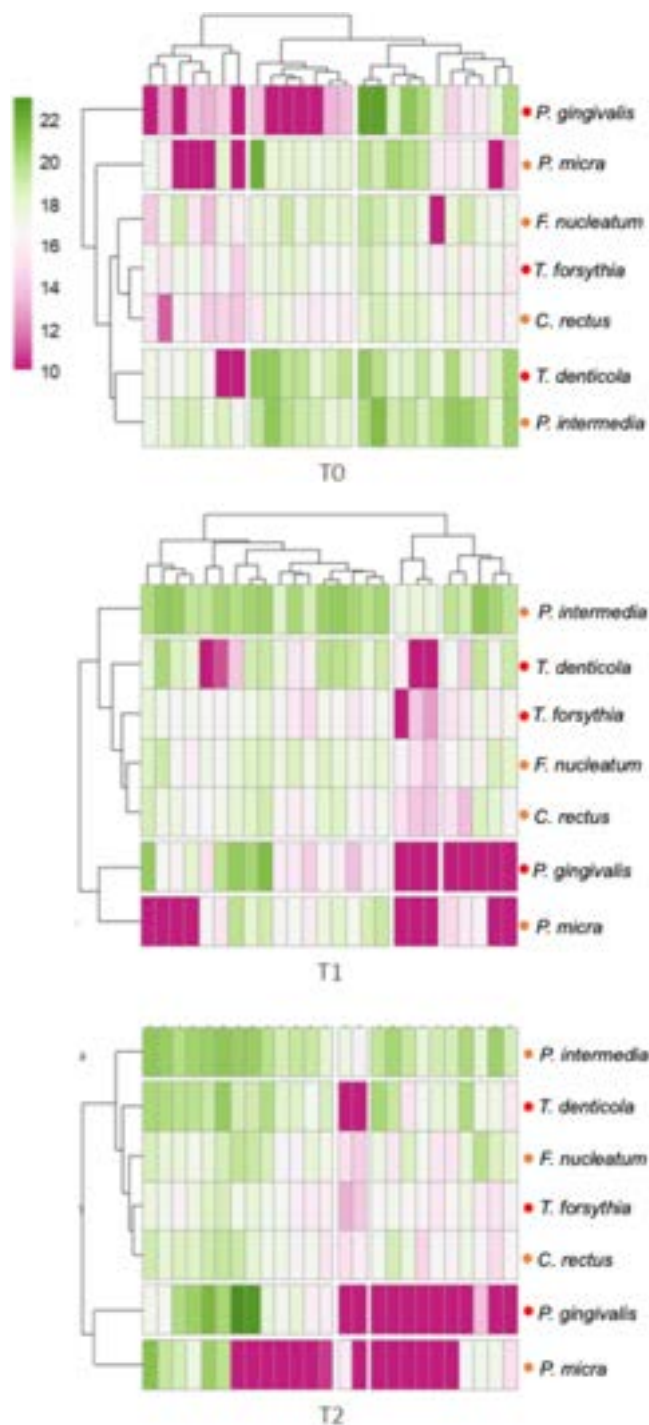 22
20
18
16
14
12
10
P. gingivalis
P. micra
F. nucleatum
T. forsythia
C. rectus
T. denticola
P. intermedia
T0
P. intermedia
T. denticola
T. forsythia
F. nucleatum
C. rectus
P. gingivalis
P. micra
T1
P. intermedia
T. denticola
F. nucleatum
T. forsythia
C. rectus
P. gingivalis
P. micra
T2